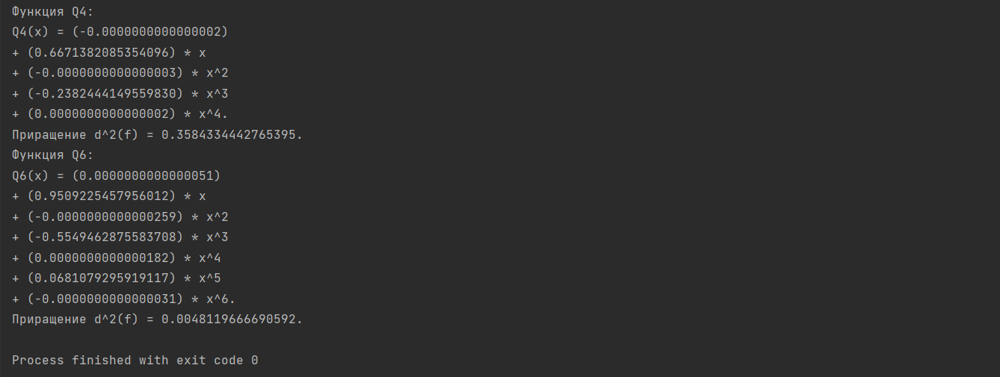 Функция Q4:
Q4(x) = (-0.0000000000000002)
+ (0.6671382085354096) * x
+ (-0.0000000000000003) * x^2
+ (-0.2382444149559830) * x^3
+ (0.0000000000000002) * x^4.
Приращение d^2(f) = 0.3584334442765395.
Функция Q6:
Q6(x) = (0.0000000000000051)
+ (0.9509225457956012) * x
+ (-0.0000000000000259) * x^2
+ (-0.5549462875583708) * x^3
+ (0.0000000000000182) * x^4
+ (0.0681079295919117) * x^5
+ (-0.0000000000000031) * x^6.
Приращение d^2(f) = 0.0048119666690592.
Process finished with exit code 0